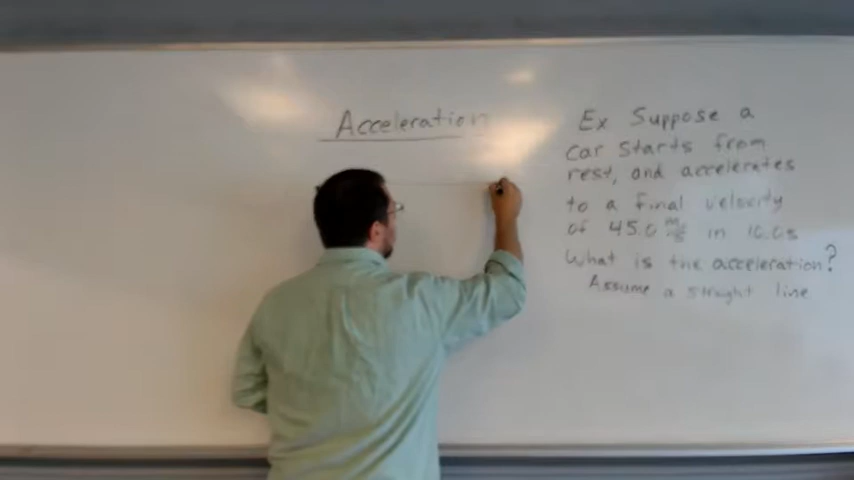 Acceleration
Ex Suppose a
car starts from
rest, and accelerates
to a final velocity
of 45.0 m/s in 10.0s
What is the acceleration?
Assume a straight line